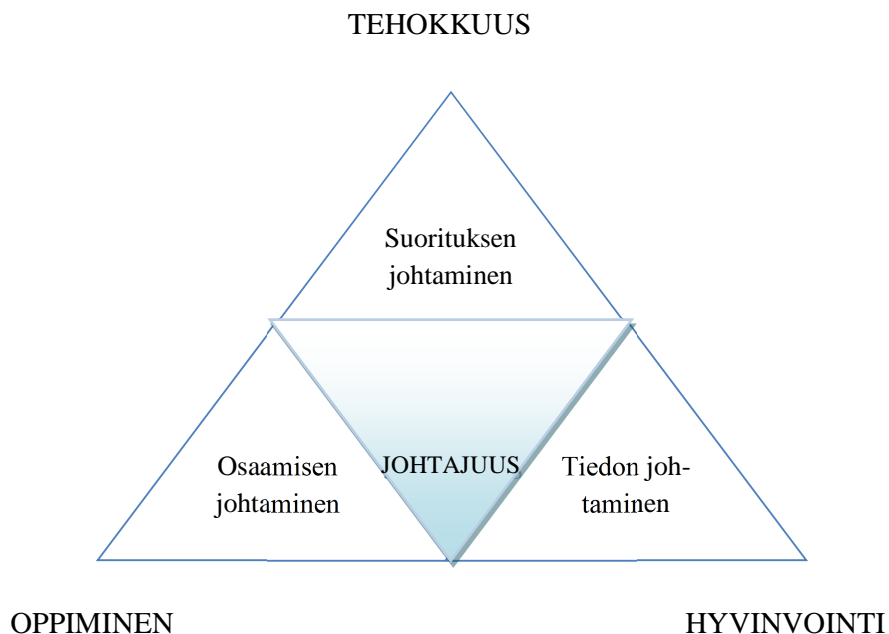 TEHOKKUUS
Suorituksen
johtaminen
Osaamisen
johtaminen
JOHTAJUUS
Tiedon joh-
taminen
OPPIMINEN
HYVINVOINTI